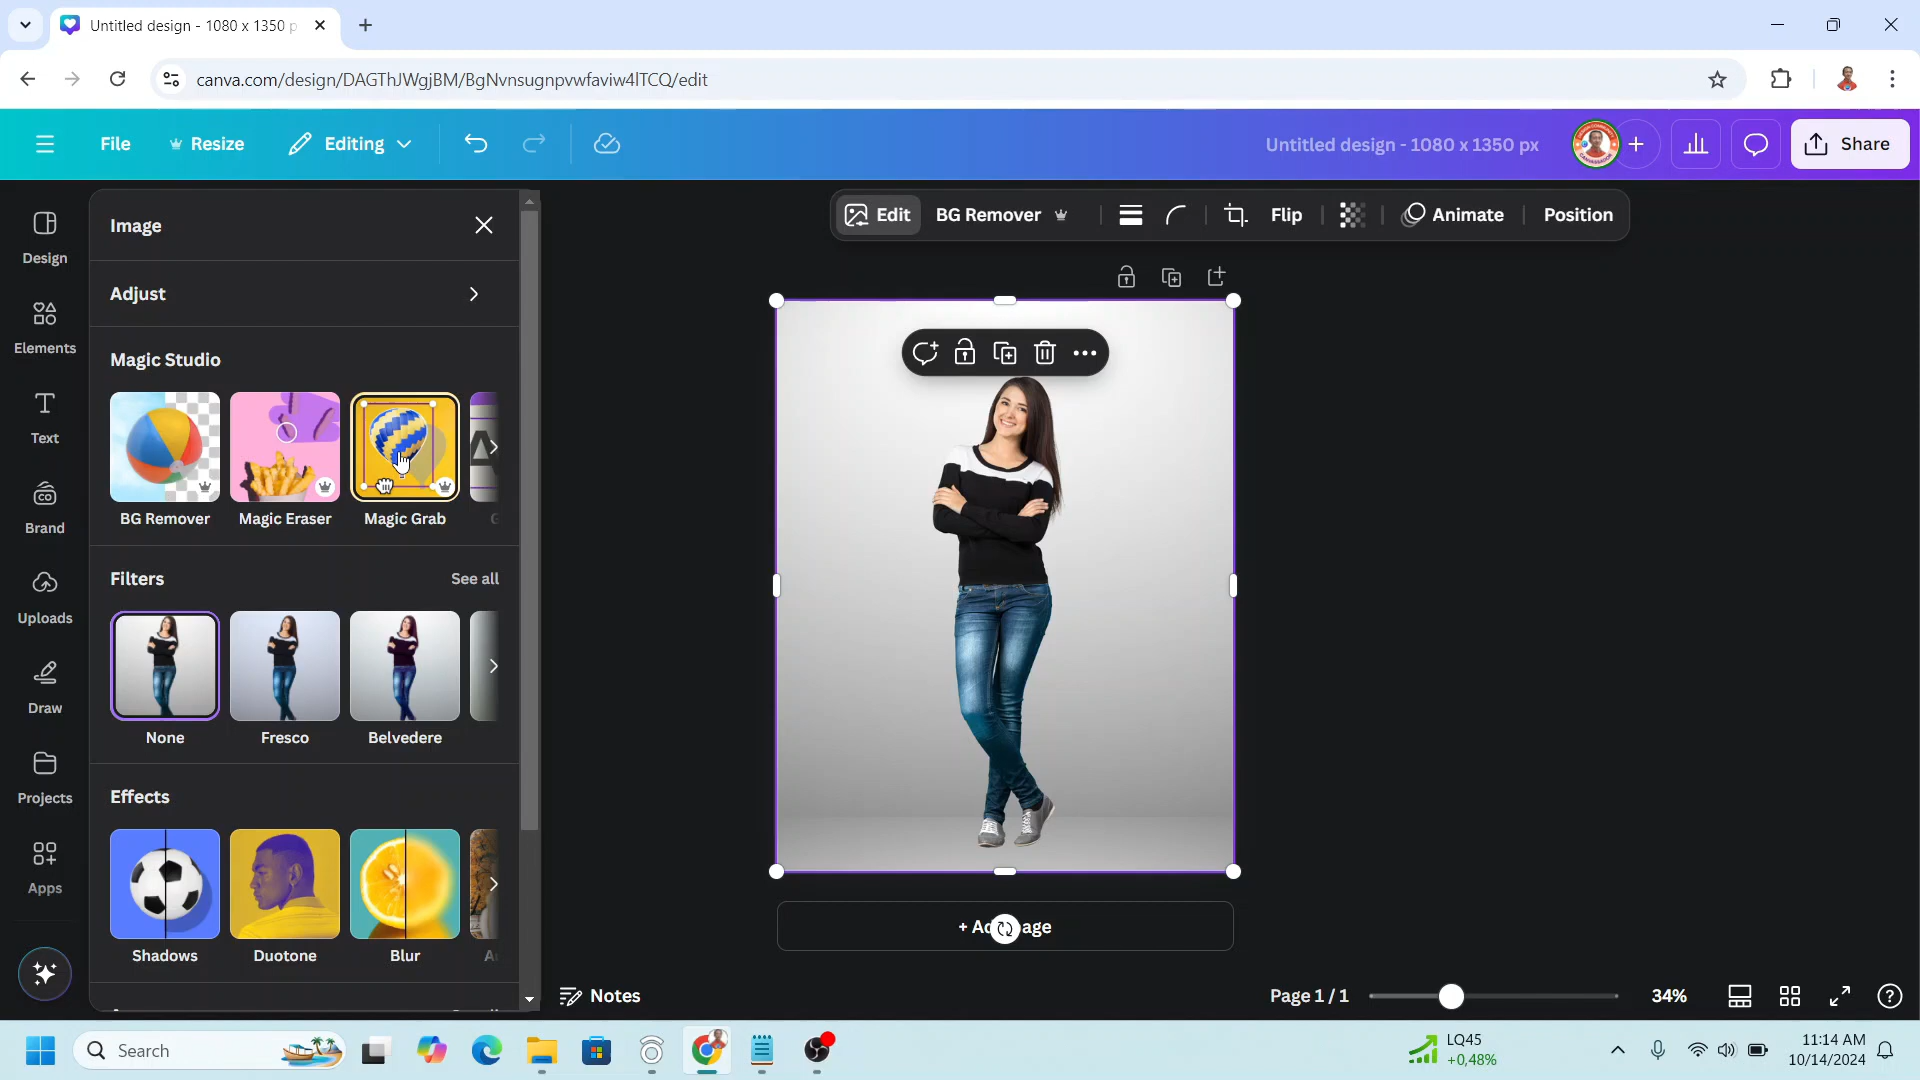 Untitled design - 1080 x 1350 p
canva.com/design/DAGThJWgjBM/BgNvnsugnpvwfaviw4lTCQ/edit
File
Resize
Editing
Untitled design - 1080 x 1350 px
Share
Design
Elements
Text
Brand
Uploads
Draw
Projects
Apps
Image
Adjust
Magic Studio
BG Remover
Magic Eraser
Magic Grab
Filters
See all
None
Fresco
Belvedere
Effects
Shadows
Duotone
Blur
Edit
BG Remover
Flip
Animate
Position
Notes
Page 1 / 1
34%
Search
LQ45
+0,48%
11:14 AM
10/14/2024